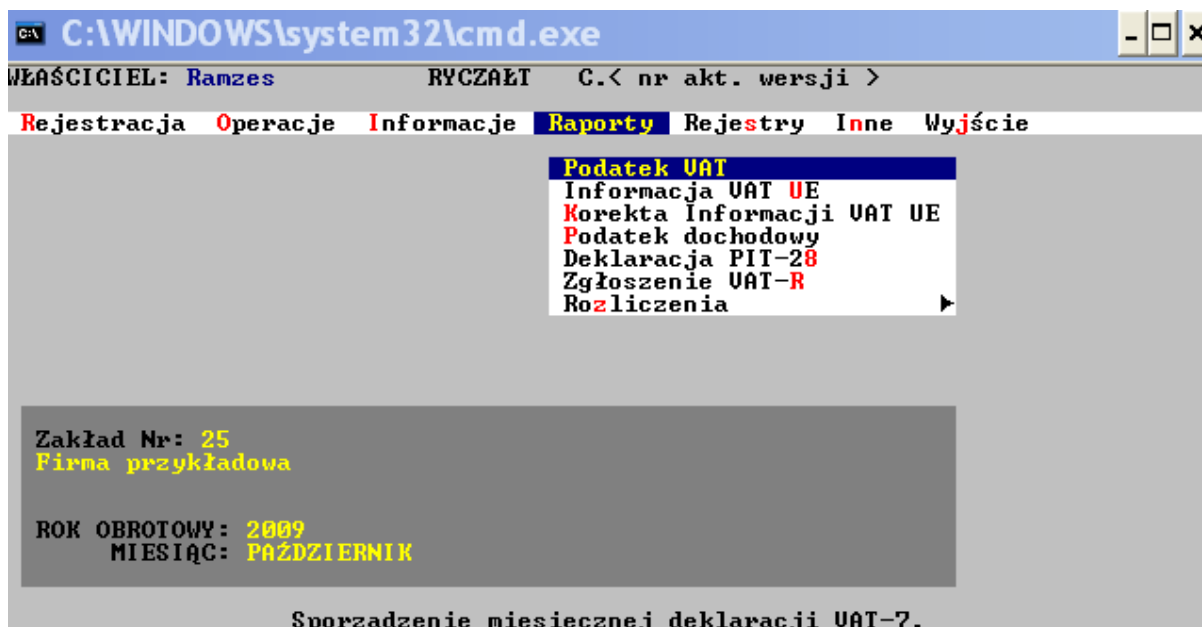 C:\WINDOWS\system32\cmd.exe
WŁAŚCICIEL: Ramzes RYCZAŁT C.< nr akt. wersji >
Rejestracja Operacje Informacje Raporty Rejestry Inne Wyjście
Podatek VAT
Informacja VAT UE
Korekta Informacji VAT UE
Podatek dochodowy
Deklaracja PIT-28
Zgłoszenie VAT-R
Rozliczenia
Zakład Nr: 25
Firma przykładowa
ROK OBROTOWY: 2009
MIESIĄC: PAŹDZIERNIK
Sporządzenie miesięcznej deklaracji VAT-7.